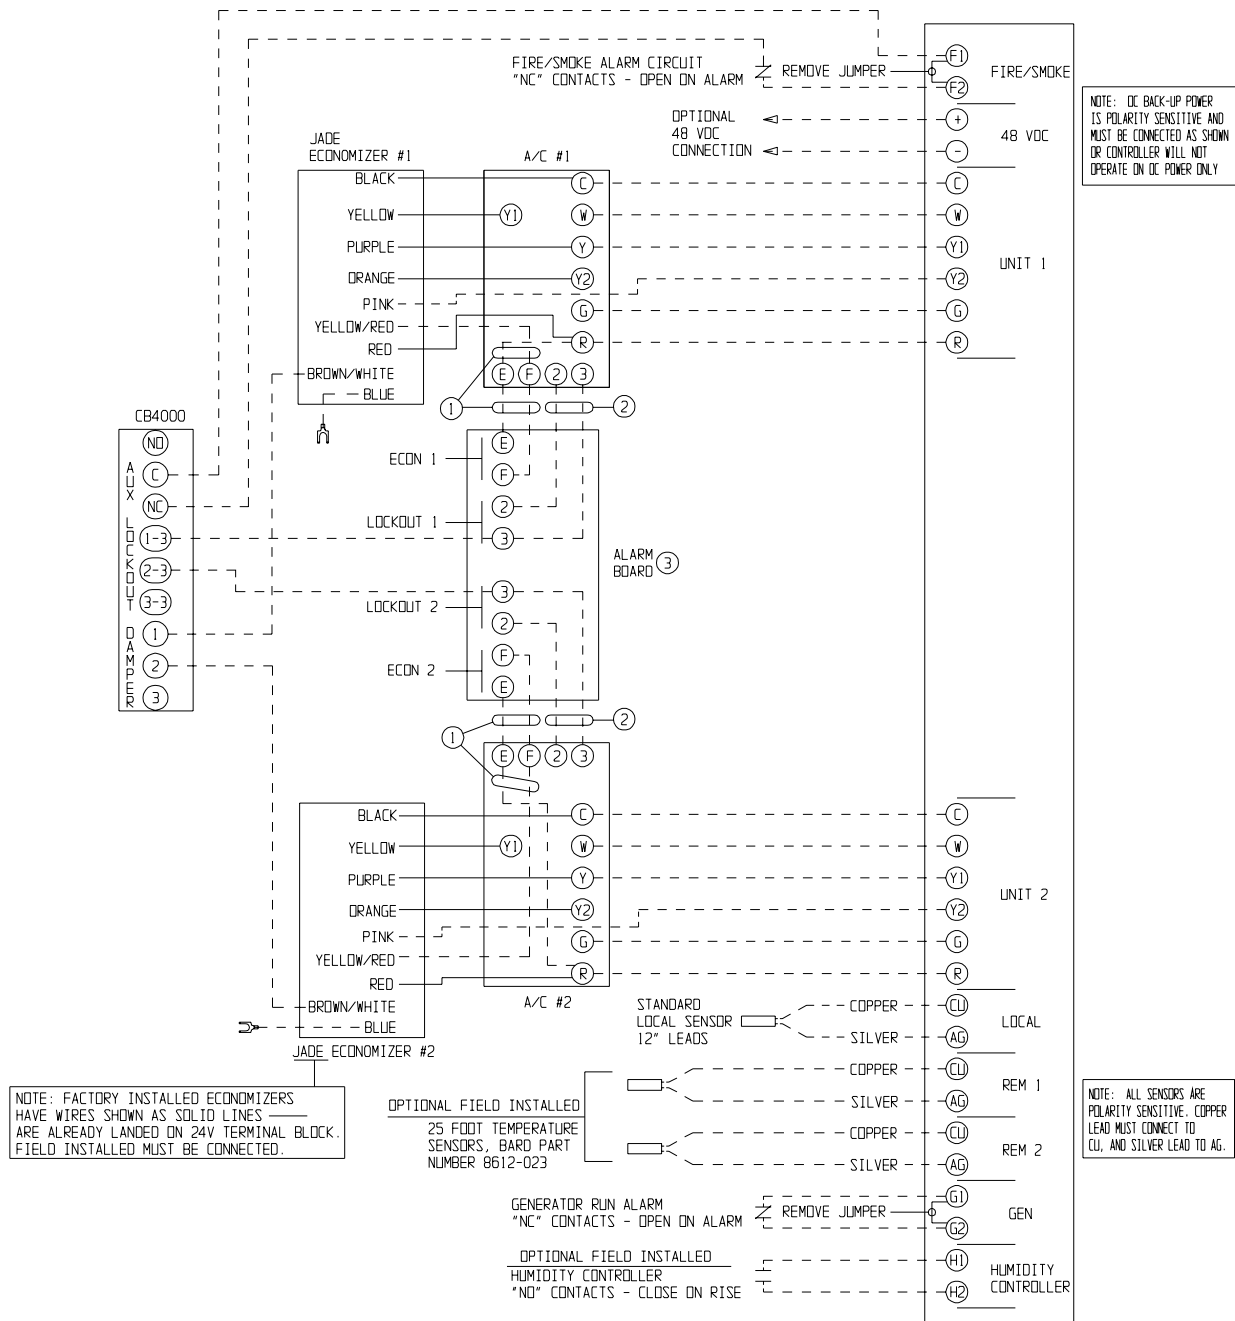 FIRE/SMOKE ALARM CIRCUIT
"NC" CONTACTS - OPEN ON ALARM
REMOVE JUMPER
F1
F2
FIRE/SMOKE
OPTIONAL
48 VDC
CONNECTION
+
-
48 VDC
NOTE: DC BACK-UP POWER
IS POLARITY SENSITIVE AND
MUST BE CONNECTED AS SHOWN
OR CONTROLLER WILL NOT
OPERATE ON DC POWER ONLY
JADE
ECONOMIZER #1
BLACK
YELLOW
PURPLE
ORANGE
PINK
YELLOW/RED
RED
BROWN/WHITE
BLUE
A/C #1
C
Y1
W
Y
Y2
G
R
E
F
2
3
C
W
Y1
Y2
G
R
UNIT 1
1
2
CB4000
AUX
LOCKOUT
DAMPER
NO
C
NC
1-3
2-3
3-3
1
2
3
ECON 1
E
F
LOCKOUT 1
2
3
ALARM
BOARD
3
LOCKOUT 2
3
2
ECON 2
F
E
1
2
E
F
2
3
BLACK
YELLOW
PURPLE
ORANGE
PINK
YELLOW/RED
RED
BROWN/WHITE
BLUE
JADE ECONOMIZER #2
C
Y1
W
Y
Y2
G
R
A/C #2
C
W
Y1
Y2
G
R
UNIT 2
STANDARD
LOCAL SENSOR
12" LEADS
COPPER
SILVER
CU
AG
LOCAL
NOTE: FACTORY INSTALLED ECONOMIZERS
HAVE WIRES SHOWN AS SOLID LINES
ARE ALREADY LANDED ON 24V TERMINAL BLOCK.
FIELD INSTALLED MUST BE CONNECTED.
OPTIONAL FIELD INSTALLED
25 FOOT TEMPERATURE
SENSORS, BARD PART
NUMBER 8612-023
COPPER
SILVER
CU
AG
REM 1
COPPER
SILVER
CU
AG
REM 2
NOTE: ALL SENSORS ARE
POLARITY SENSITIVE. COPPER
LEAD MUST CONNECT TO
CU, AND SILVER LEAD TO AG.
GENERATOR RUN ALARM
"NC" CONTACTS - OPEN ON ALARM
REMOVE JUMPER
G1
G2
GEN
OPTIONAL FIELD INSTALLED
HUMIDITY CONTROLLER
"NO" CONTACTS - CLOSE ON RISE
H1
H2
HUMIDITY
CONTROLLER